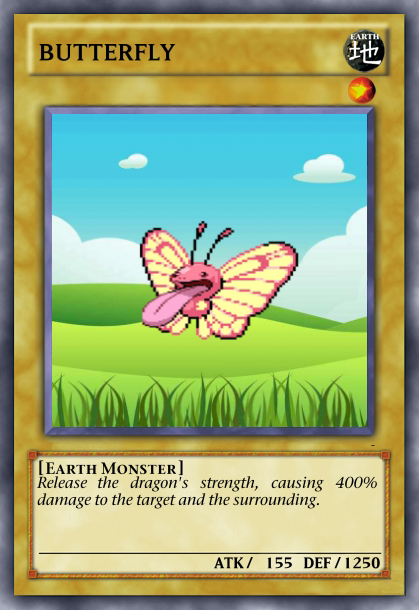 BUTTERFLY
EARTH
地
[EARTH MONSTER]
Release the dragon's strength, causing 400%
damage to the target and the surrounding.
ATK / 155 DEF / 1250